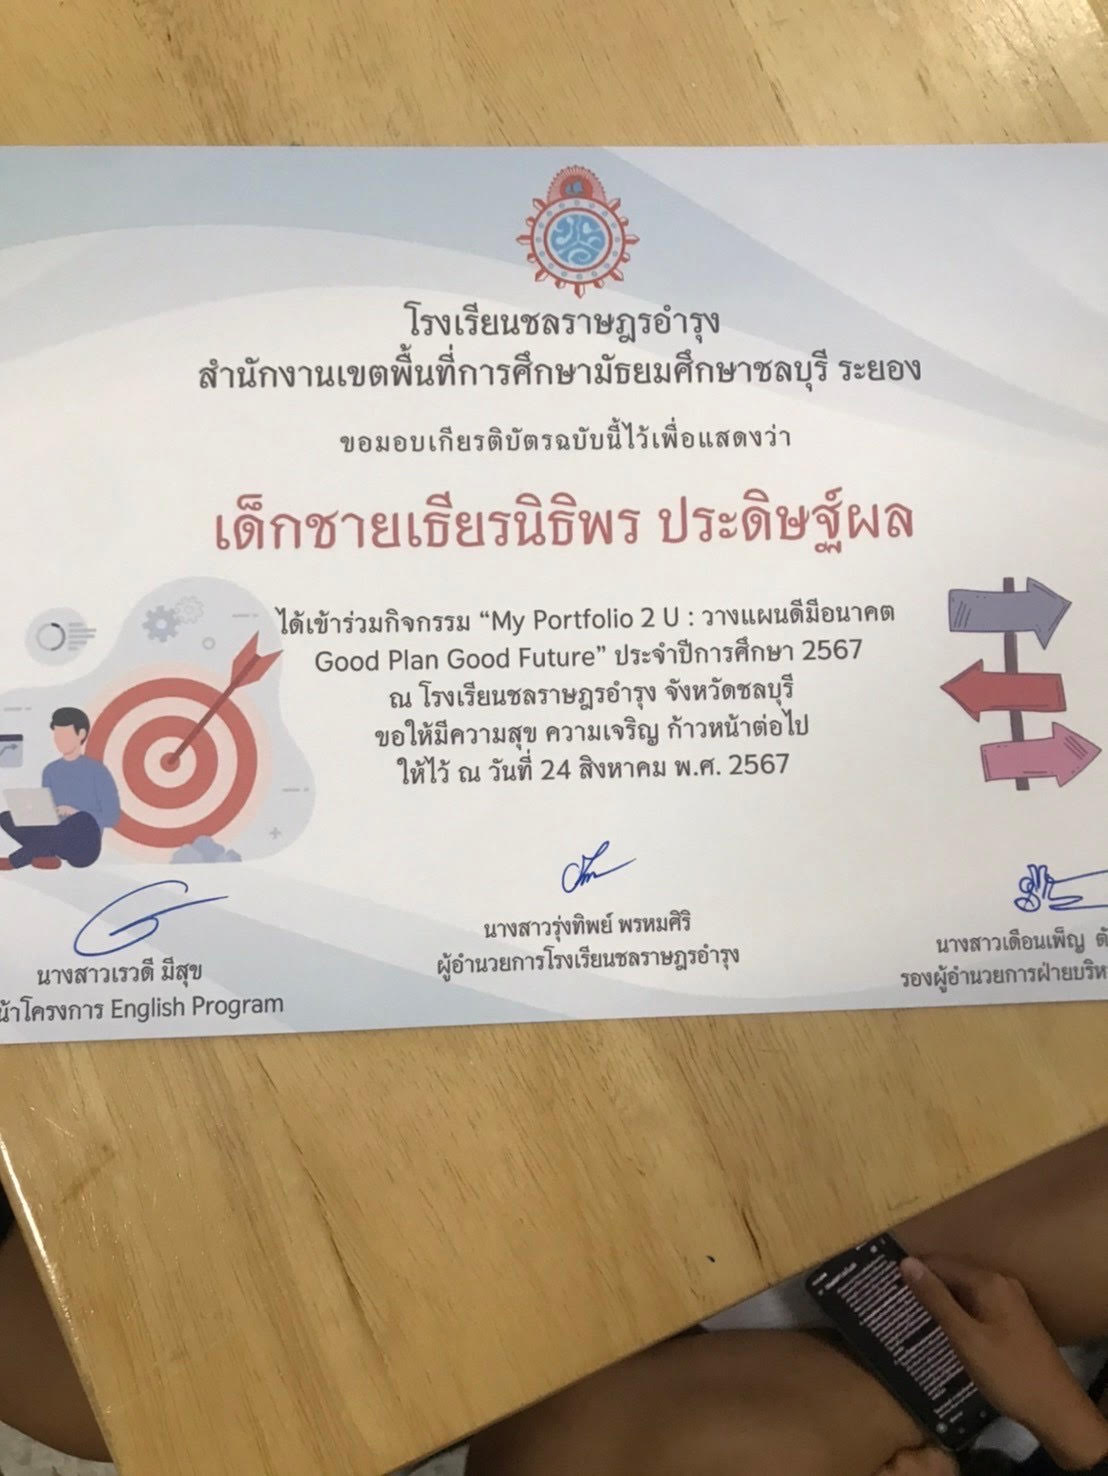 โรงเรียนชลราษฎรอำรุง
สำนักงานเขตพื้นที่การศึกษามัธยมศึกษาชลบุรี ระยอง
ขอมอบเกียรติบัตรฉบับนี้ไว้เพื่อแสดงว่า
เด็กชายเธียรนิธิพร ประดิษฐ์ผล
ได้เข้าร่วมกิจกรรม “My Portfolio 2 U : วางแผนดีมีอนาคต
Good Plan Good Future” ประจำปีการศึกษา 2567
ณ โรงเรียนชลราษฎรอำรุง จังหวัดชลบุรี
ขอให้มีความสุข ความเจริญ ก้าวหน้าต่อไป
ให้ไว้ ณ วันที่ 24 สิงหาคม พ.ศ. 2567
นางสาวเรวดี มีสุข
น้าโครงการ English Program
นางสาวรุ่งทิพย์ พรหมศิริ
ผู้อำนวยการโรงเรียนชลราษฎรอำรุง
นางสาวเดือนเพ็ญ
รองผู้อำนวยการฝ่ายบริห